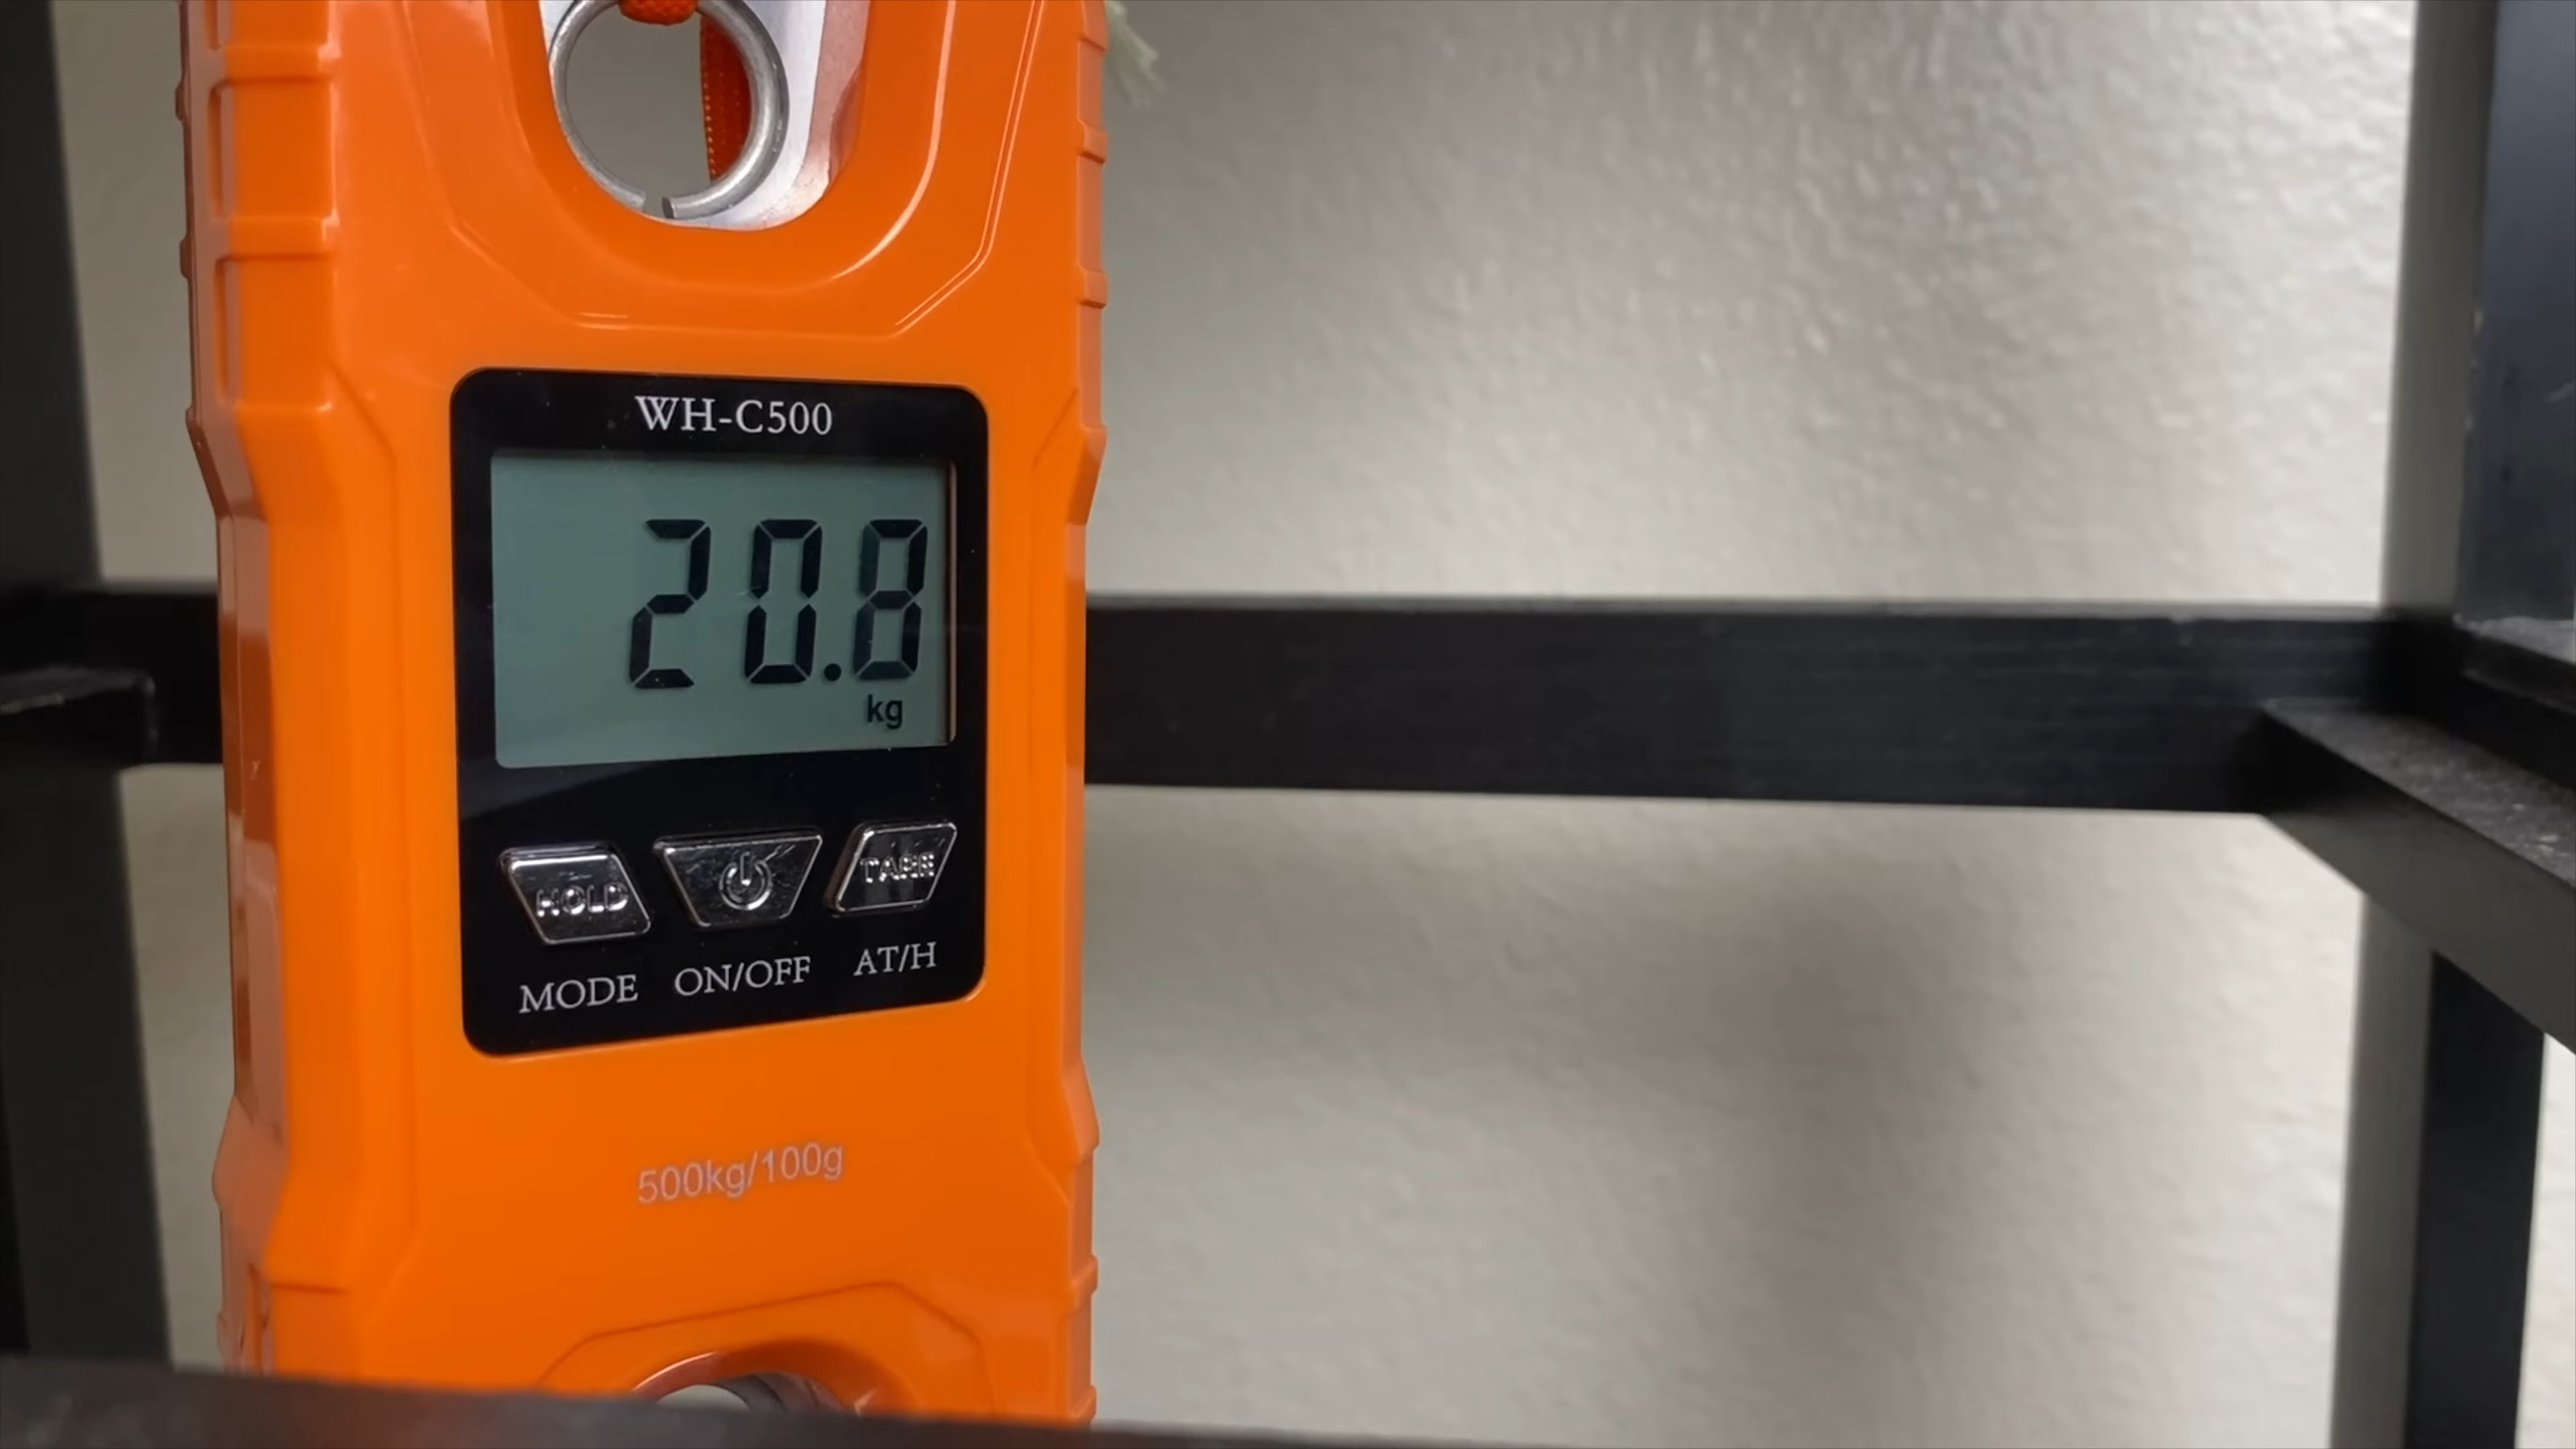 WH-C500
20.8
kg
HOLD TARE
MODE ON/OFF AT/H
500kg/100g